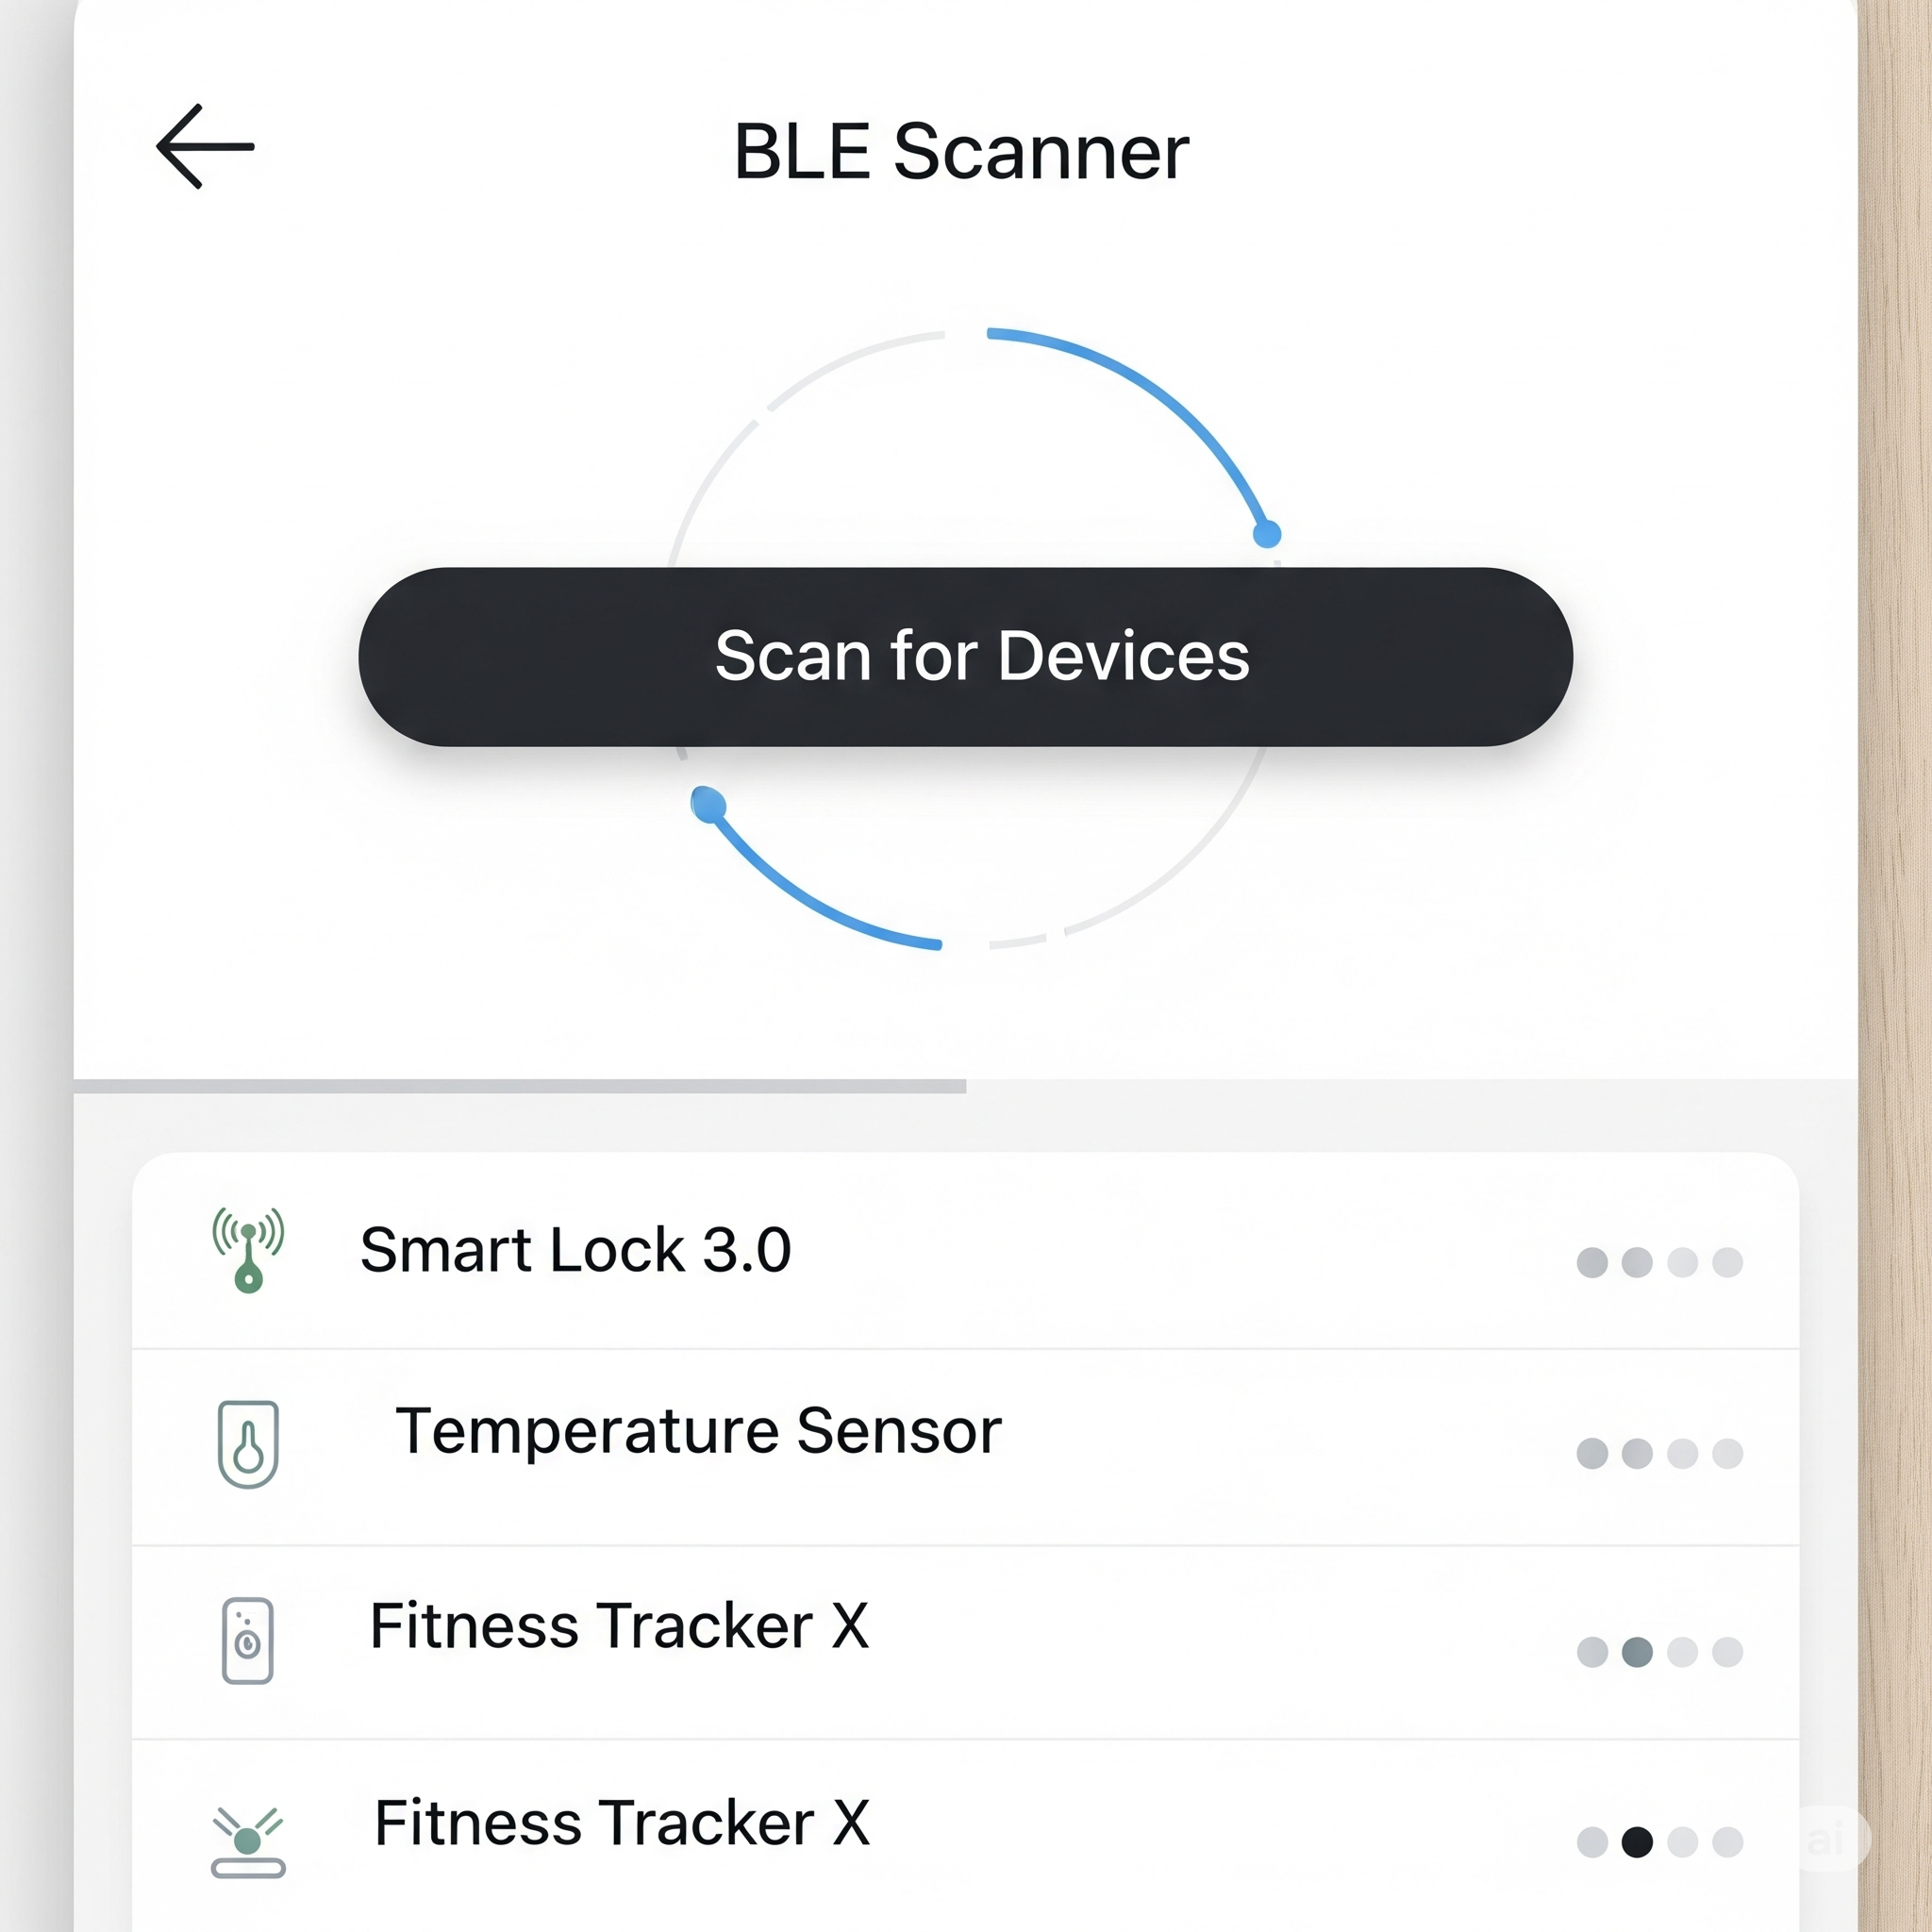 BLE Scanner
Scan for Devices
Smart Lock 3.0
Temperature Sensor
Fitness Tracker X
Fitness Tracker X
ai